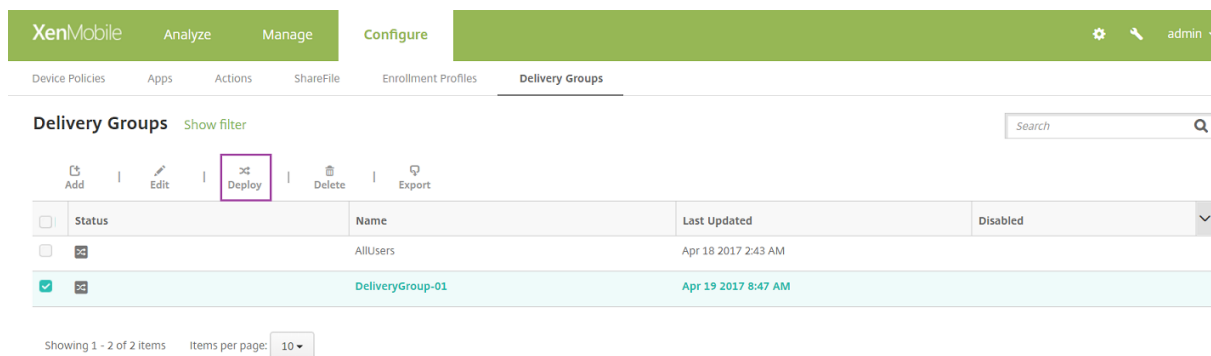 XenMobile Analyze Manage Configure admin
Device Policies Apps Actions ShareFile Enrollment Profiles Delivery Groups
Delivery Groups Show filter Search
Add | Edit | Deploy | Delete | Export
Status Name Last Updated Disabled
AllUsers Apr 18 2017 2:43 AM
DeliveryGroup-01 Apr 19 2017 8:47 AM
Showing 1 - 2 of 2 items Items per page: 10